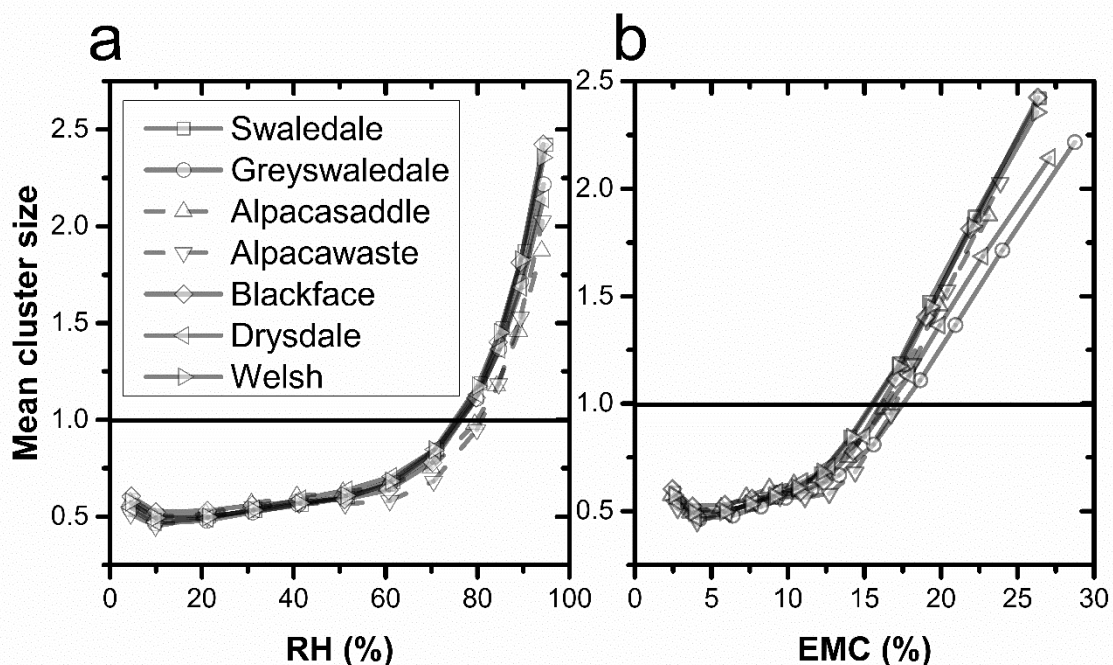 a
b
Mean cluster size
2.5
2.0
1.5
1.0
0.5
Swaledale
Greyswaledale
Alpacasaddle
Alpacawaste
Blackface
Drysdale
Welsh
0 20 40 60 80 100
RH (%)
2.5
2.0
1.5
1.0
0.5
0 5 10 15 20 25 30
EMC (%)